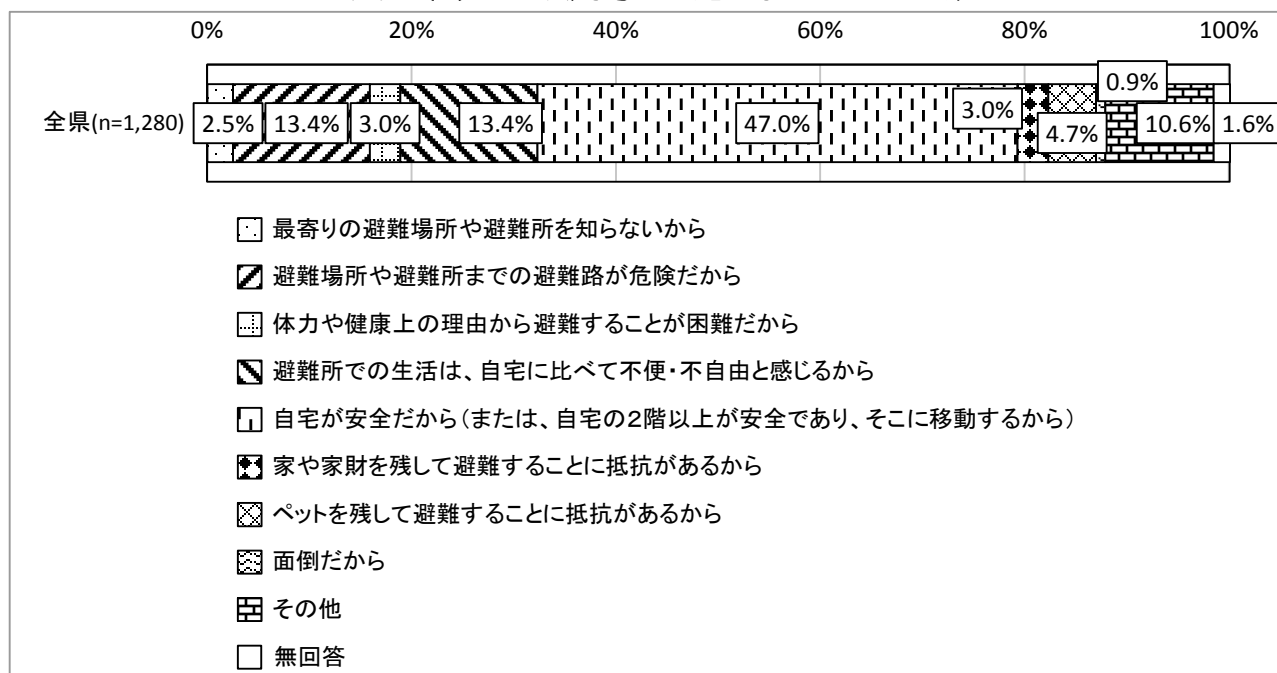 0% 20% 40% 60% 80% 100%
全県(n=1,280) 2.5% 13.4% 3.0% 13.4% 47.0% 3.0% 4.7% 0.9% 10.6% 1.6%
最寄りの避難場所や避難所を知らないから
避難場所や避難所までの避難路が危険だから
体力や健康上の理由から避難することが困難だから
避難所での生活は、自宅に比べて不便・不自由と感じるから
自宅が安全だから(または、自宅の2階以上が安全であり、そこに移動するから)
家や家財を残して避難することに抵抗があるから
ペットを残して避難することに抵抗があるから
面倒だから
その他
無回答